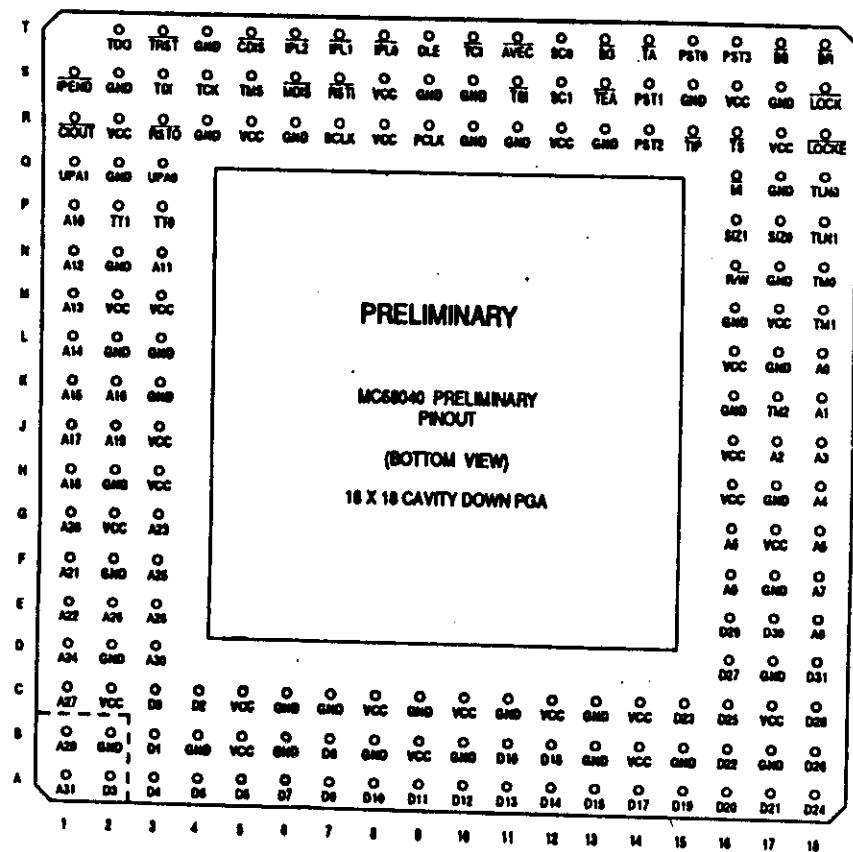 T
TDO TRST GND CDIS IPL2 IPL1 IPL0 DLE TCI AVEC SC0 BG TA PST0 PST3 BB BR
S
IPEND GND TDI TCK TMS MDIS RSTI VCC GND GND TBI SC1 TEA PST1 GND VCC GND LOCK
R
CIOUT VCC RSTO GND VCC GND BCLK VCC PCLK GND GND VCC GND PST2 TIP TS VCC LOCKE
Q
UPA1 GND UPA0 MI GND TLN0
P
A10 TT1 TT0 SIZ1 SIZ0 TLN1
N
A12 GND A11 R/W GND TM0
M
A13 VCC VCC GND VCC TM1
L
A14 GND GND VCC GND A0
K
A15 A16 GND GND TM2 A1
J
A17 A19 VCC VCC A2 A3
H
A18 GND VCC VCC GND A4
G
A20 VCC A23 VCC
F
A21 GND A25 GND A7
E
A22 A26 A28 D29 D30 A8
D
A24 GND A30 D27 GND D31
C
A27 VCC D0 D2 VCC GND GND VCC GND VCC GND VCC GND VCC D23 D25 VCC D28
B
A29 GND D1 GND VCC GND GND VCC GND D16 D18 GND VCC GND D22 GND D26
A
A31 D3 D4 D5 D6 D7 D10 D11 D12 D13 D14 D15 D17 D19 D20 D21 D24
1 2 3 4 5 6 7 8 9 10 11 12 13 14 15 16 17 18
PRELIMINARY
MC68040 PRELIMINARY
PINOUT
(BOTTOM VIEW)
18 X 18 CAVITY DOWN PGA